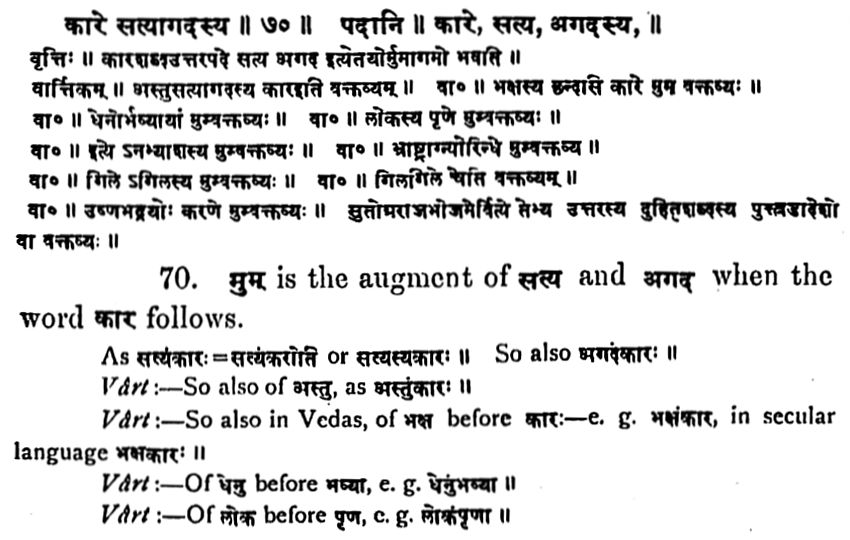 कारे सत्यागदस्य ॥ ७० ॥ पदानि ॥ कारे, सत्य, अगदस्य, ॥
वृत्तिः ॥ कारशब्दउत्तरपदे सत्य अगद इत्येतयोर्मुमागमो भवति ॥
वार्त्तिकम् ॥ अस्तुसत्यागदस्य कारइति वक्तव्यम् ॥ वा० ॥ भक्षस्य छन्दासि कारे मुम वक्तव्यः ॥
वा० ॥ धेनोर्भव्यायां मुम्वक्तव्यः ॥ वा० ॥ लोकस्य पृणे मुम्वक्तव्यः ॥
वा० ॥ इत्ये ऽनभ्याशस्य मुम्वक्तव्यः ॥ वा० ॥ भ्राष्ट्राग्न्योरिन्धे मुम्वक्तव्य ॥
वा० ॥ गिले ऽगिलस्य मुम्वक्तव्यः ॥ वा० ॥ गिलगिले चेति वक्तव्यम् ॥
वा० ॥ उष्णभद्रयोः करणे मुम्वक्तव्यः ॥ सुतोग्रराजभोजमेर्वित्ये तेभ्य उत्तरस्य दुहितृशब्दस्य पुत्त्रडादेशो
वा वक्तव्यः ॥
70. मुम् is the augment of सत्य and अगद when the
word कार follows.
As सत्यंकारः=सत्यंकरोति or सत्यस्यकारः ॥ So also अगदंकारः ॥
Vârt :—So also of अस्तु, as अस्तुंकारः ॥
Vârt :—So also in Vedas, of भक्ष before कारः—e. g. भक्षंकार, in secular
language भक्षकारः ॥
Vârt :—Of धेनु before भव्या, e. g. धेनुंभव्या ॥
Vârt :—Of लोक before पृण, e. g. लोकंपृणा ॥